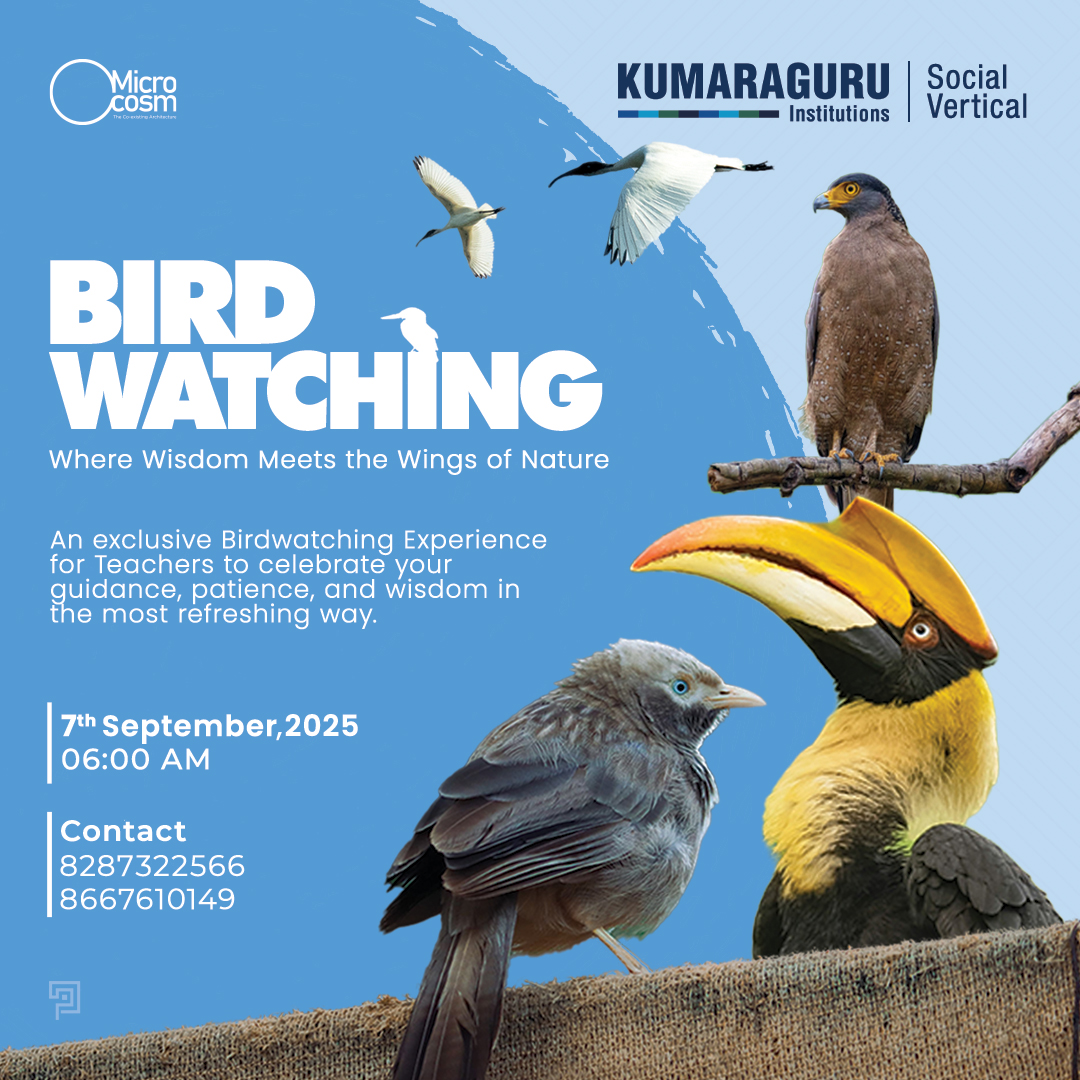 Micro
cosm
The Co-existing Architecture
KUMARAGURU
Institutions
Social
Vertical
BIRD
WATCHING
Where Wisdom Meets the Wings of Nature
An exclusive Birdwatching Experience
for Teachers to celebrate your
guidance, patience, and wisdom in
the most refreshing way.
7th September,2025
06:00 AM
Contact
8287322566
8667610149